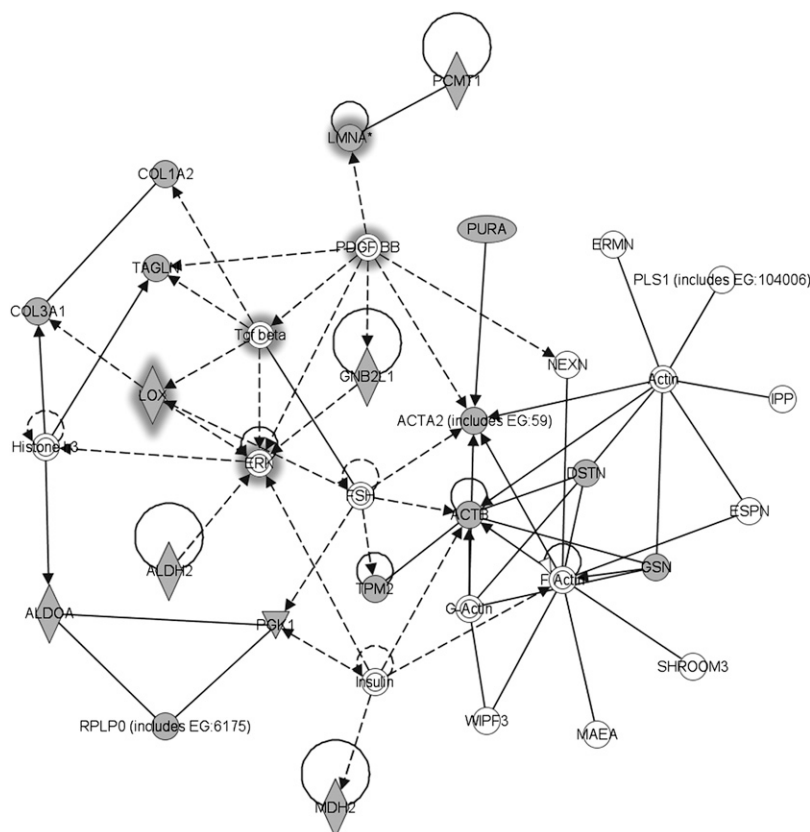 PCMT1
LMNA*
COL1A2
PURA
ERMN
PDGF BB
TAGLN
PLS1 (includes EG:104006)
COL3A1
Tgf beta
NEXN
GNB2L1
Actin
LOX
IPP
ACTA2 (includes EG:59)
Histone h3
ERK
DSTN
FSH
ESPN
ACTB
ALDH2
GSN
TPM2
F Actin
ALDOA
G-Actin
PGK1
SHROOM3
Insulin
RPLP0 (includes EG:6175)
WIPF3
MAEA
MDH2